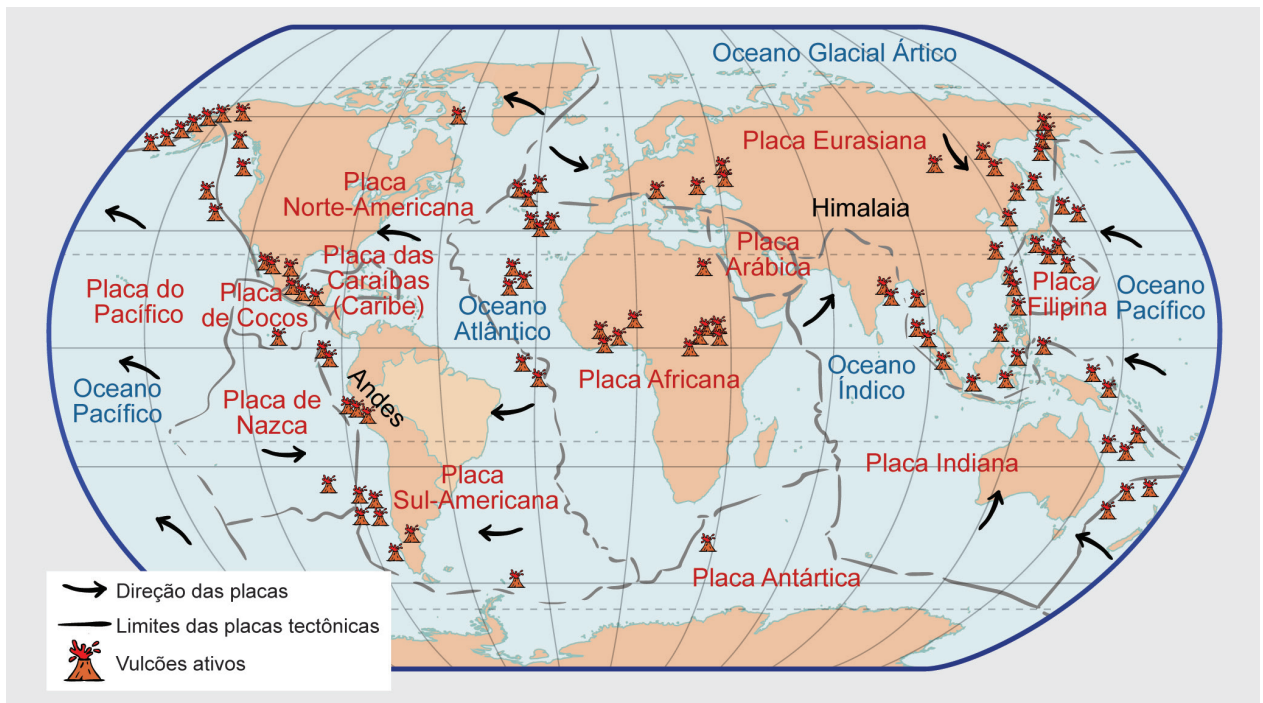 Oceano Glacial Ártico
Placa Eurasiana
Placa
Norte-Americana
Himalaia
Placa das
Caraíbas
(Caribe)
Placa
Arábica
Placa do
Pacífico
Placa
de Cocos
Oceano
Atlântico
Placa
Eilipina
Oceano
Pacífico
Placa Africana
Oceano
Índico
Oceano
Pacífico
Andes
Placa de
Nazca
Placa Indiana
Placa
Sul-Americana
Placa Antártica
Direção das placas
Limites das placas tectônicas
Vulcões ativos